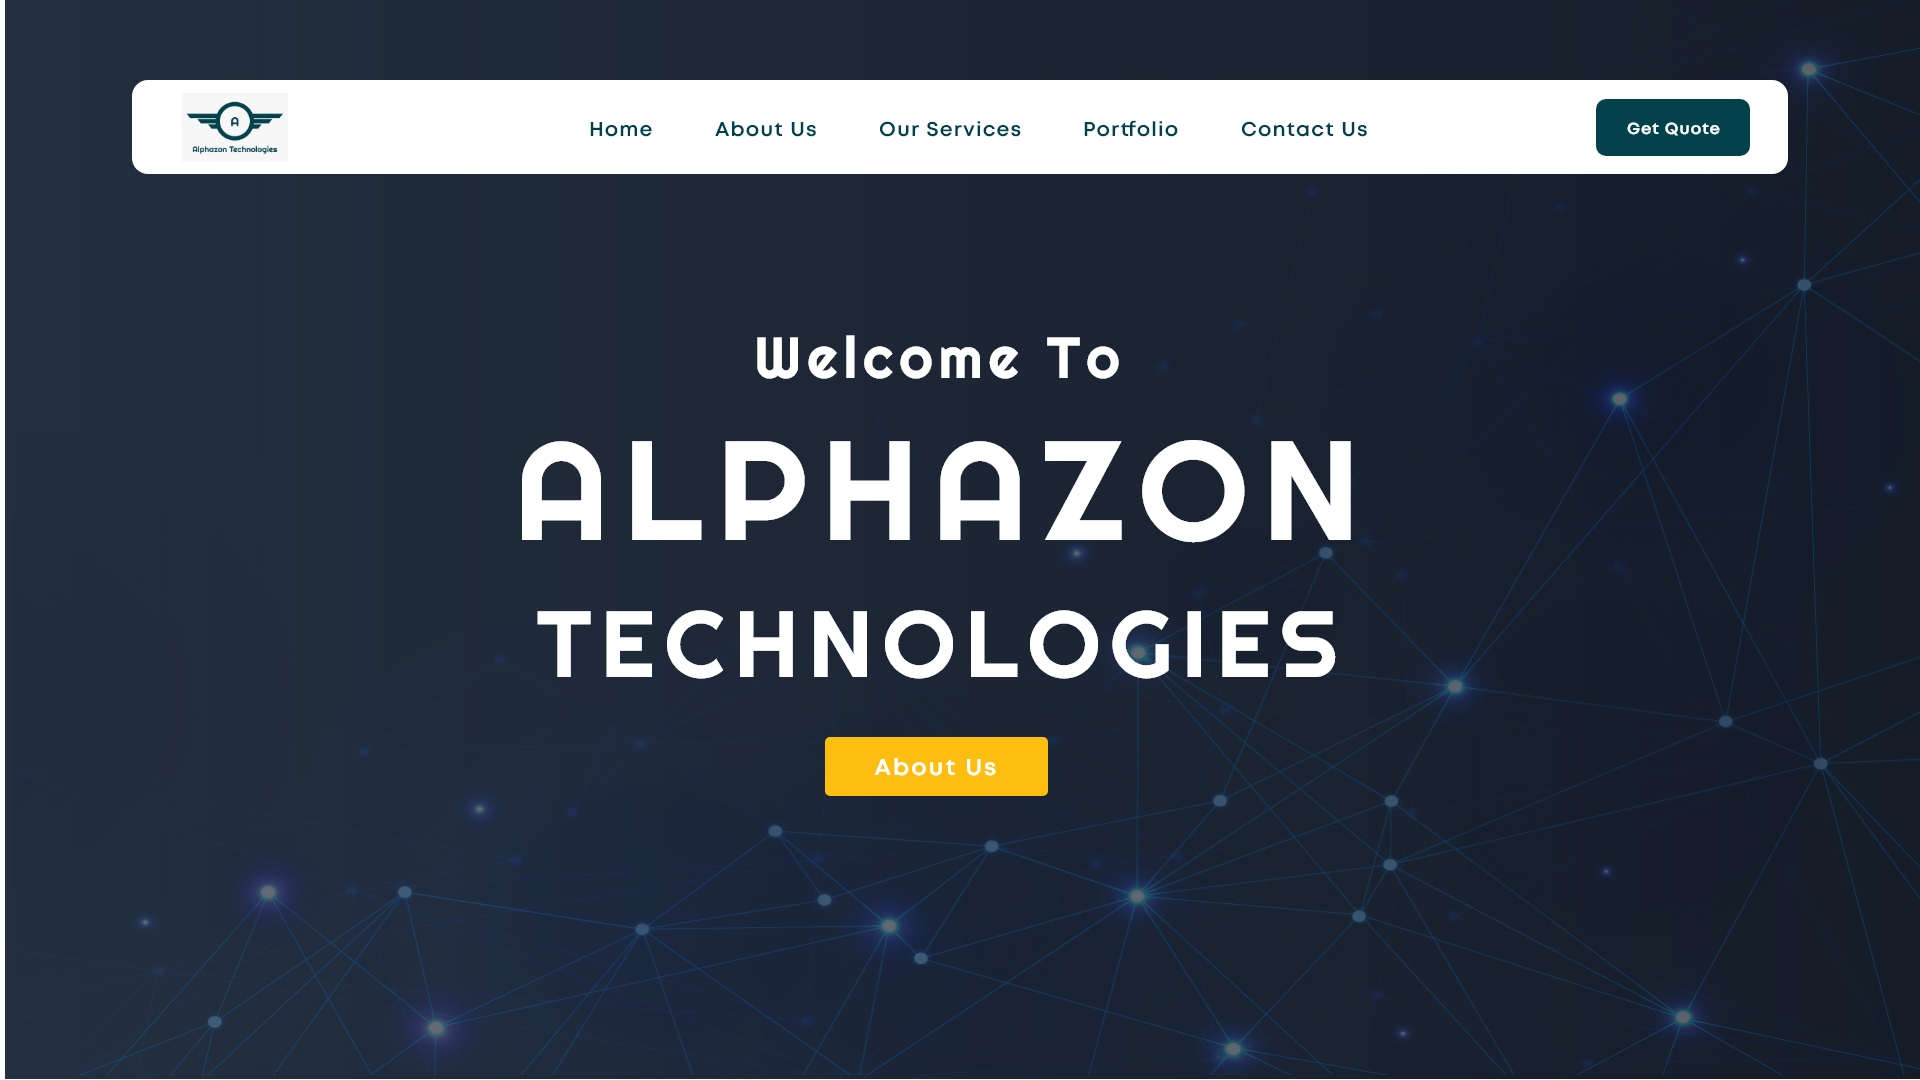 A
Alphazon Technologies
Home
About Us
Our Services
Portfolio
Contact Us
Get Quote
Welcome To
ALPHAZON
TECHNOLOGIES
About Us